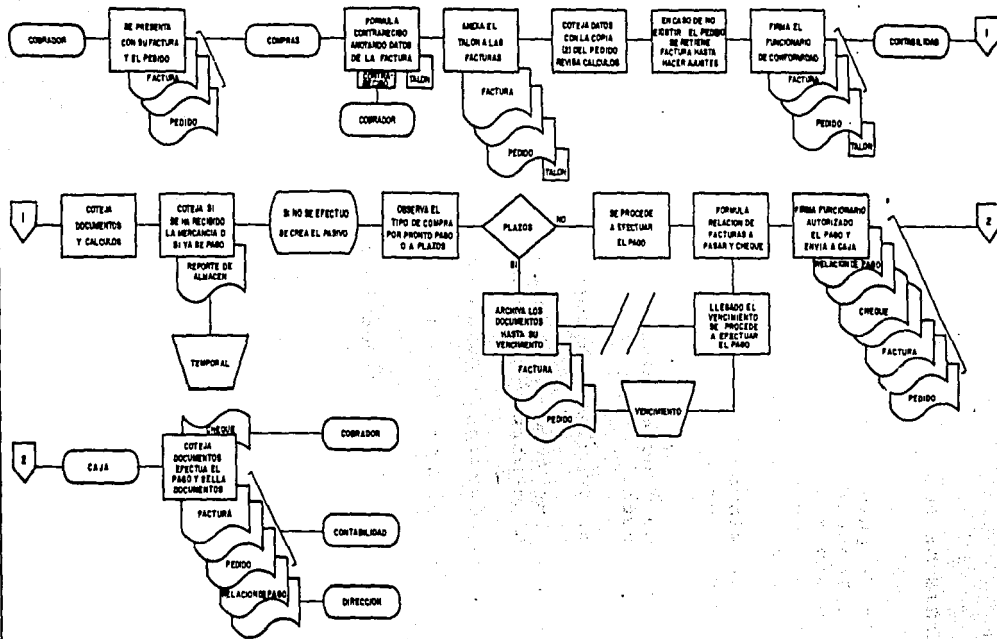 COBRADOR
SE PRESENTA
CON SU FACTURA
Y EL PEDIDO
FACTURA
PEDIDO
COMPRAS
FORMULA
CONTRARECIBO
ANOTANDO DATOS
DE LA FACTURA
CONTRA-
RECIBO
TALON
COBRADOR
ANEXA EL
TALON A LAS
FACTURAS
FACTURA
PEDIDO
TALON
COTEJA DATOS
CON LA COPIA
(2) DEL PEDIDO
REVISA CALCULOS
EN CASO DE NO
EXISTIR EL PEDIDO
SE RETIENE
FACTURA HASTA
HACER AJUSTES
FIRMA EL
FUNCIONARIO
DE CONFORMIDAD
FACTURA
PEDIDO
TALON
CONTABILIDAD
1
1
COTEJA
DOCUMENTOS
Y CALCULOS
COTEJA SI
SE HA RECIBIDO
LA MERCANCIA O
SI YA SE PAGO
REPORTE DE
ALMACEN
TEMPORAL
SI NO SE EFECTUO
SE CREA EL PASIVO
OBSERVA EL
TIPO DE COMPRA
POR PRONTO PAGO
O A PLAZOS
PLAZOS
NO
SI
SE PROCEDE
A EFECTUAR
EL PAGO
FORMULA
RELACION DE
FACTURAS A
PAGAR Y CHEQUE
FIRMA FUNCIONARIO
AUTORIZADO
EL PAGO Y
ENVIA A CAJA
RELACION DE PAGO
CHEQUE
FACTURA
PEDIDO
2
ARCHIVA LOS
DOCUMENTOS
HASTA SU
VENCIMIENTO
FACTURA
PEDIDO
LLEGADO EL
VENCIMIENTO
SE PROCEDE
A EFECTUAR
EL PAGO
VENCIMIENTO
2
CAJA
CHEQUE
COTEJA
DOCUMENTOS
EFECTUA EL
PAGO Y SELLA
DOCUMENTOS
FACTURA
PEDIDO
RELACION DE PAGO
COBRADOR
CONTABILIDAD
DIRECCION